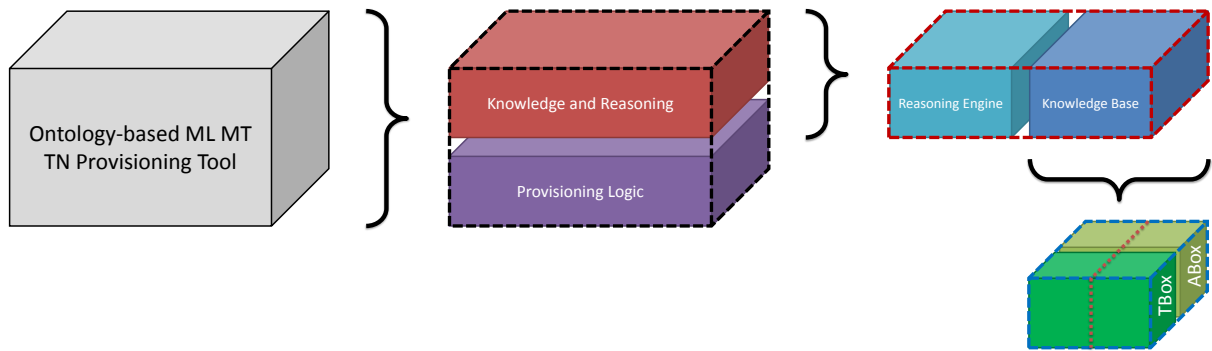 Ontology-based ML MT
TN Provisioning Tool
Knowledge and Reasoning
Provisioning Logic
Reasoning Engine
Knowledge Base
TBox
ABox